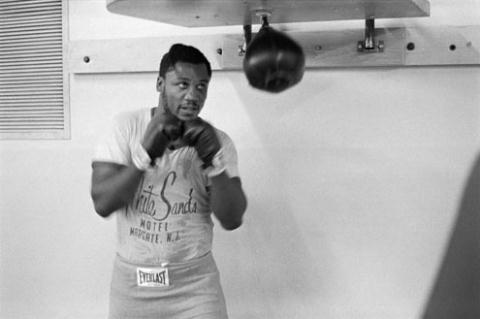 White Sands
MOTEL
MARGATE, N.J.
EVERLAST